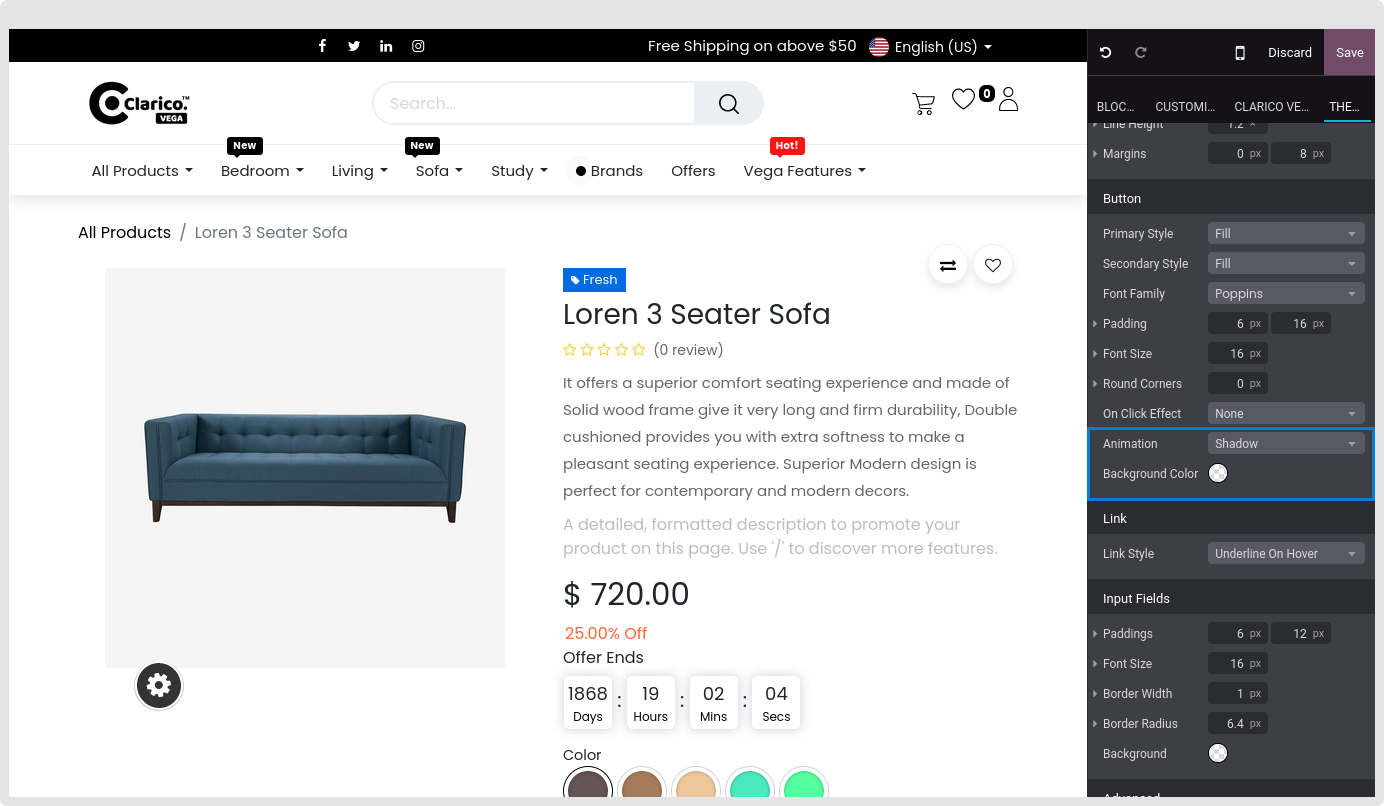 Free Shipping on above $50 English (US)
Clarico.™
VEGA
Search...
0
New New Hot!
All Products Bedroom Living Sofa Study Brands Offers Vega Features
All Products / Loren 3 Seater Sofa
Fresh
Loren 3 Seater Sofa
(0 review)
It offers a superior comfort seating experience and made of
Solid wood frame give it very long and firm durability, Double
cushioned provides you with extra softness to make a
pleasant seating experience. Superior Modern design is
perfect for contemporary and modern decors.
A detailed, formatted description to promote your
product on this page. Use '/' to discover more features.
$ 720.00
25.00% Off
Offer Ends
1868 : 19 : 02 : 04
Days Hours Mins Secs
Color
Discard Save
BLOC... CUSTOMI... CLARICO VE... THE...
Line Height 1.2 ×
Margins 0 px 8 px
Button
Primary Style Fill
Secondary Style Fill
Font Family Poppins
Padding 6 px 16 px
Font Size 16 px
Round Corners 0 px
On Click Effect None
Animation Shadow
Background Color
Link
Link Style Underline On Hover
Input Fields
Paddings 6 px 12 px
Font Size 16 px
Border Width 1 px
Border Radius 6.4 px
Background
Advanced